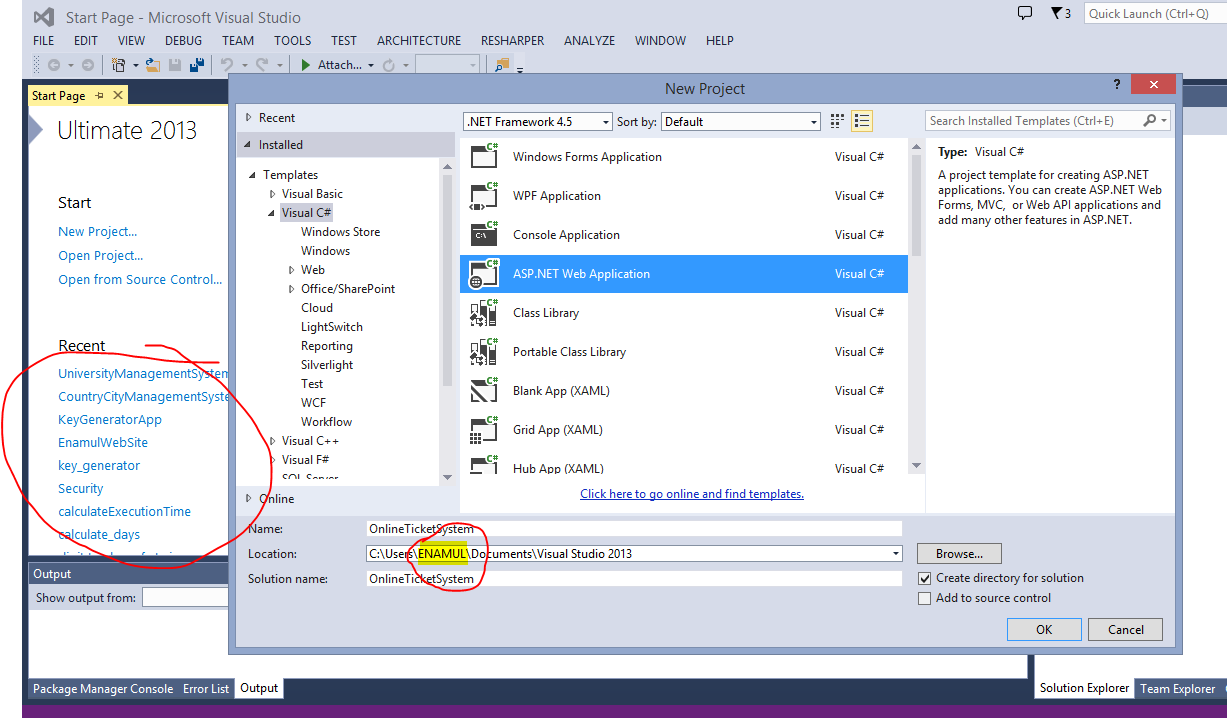 Start Page - Microsoft Visual Studio
3
Quick Launch (Ctrl+Q)
FILE EDIT VIEW DEBUG TEAM TOOLS TEST ARCHITECTURE RESHARPER ANALYZE WINDOW HELP
Attach...
Start Page
Ultimate 2013
Start
New Project...
Open Project...
Open from Source Control...
Recent
UniversityManagementSystem
CountryCityManagementSyste
KeyGeneratorApp
EnamulWebSite
key_generator
Security
calculateExecutionTime
calculate_days
New Project
?
Recent
Installed
Templates
Visual Basic
Visual C#
Windows Store
Windows
Web
Office/SharePoint
Cloud
LightSwitch
Reporting
Silverlight
Test
WCF
Workflow
Visual C++
Visual F#
SQL Server
Online
.NET Framework 4.5
Sort by: Default
Search Installed Templates (Ctrl+E)
C# Windows Forms Application Visual C#
C# WPF Application Visual C#
C# C:\ Console Application Visual C#
C# ASP.NET Web Application Visual C#
C# Class Library Visual C#
C# Portable Class Library Visual C#
C# Blank App (XAML) Visual C#
C# Grid App (XAML) Visual C#
C# Hub App (XAML) Visual C#
Click here to go online and find templates.
Type: Visual C#
A project template for creating ASP.NET
applications. You can create ASP.NET Web
Forms, MVC, or Web API applications and
add many other features in ASP.NET.
Name: OnlineTicketSystem
Location: C:\Users\ENAMUL\Documents\Visual Studio 2013
Browse...
Solution name: OnlineTicketSystem
Create directory for solution
Add to source control
OK Cancel
Output
Show output from:
Package Manager Console Error List Output
Solution Explorer Team Explorer